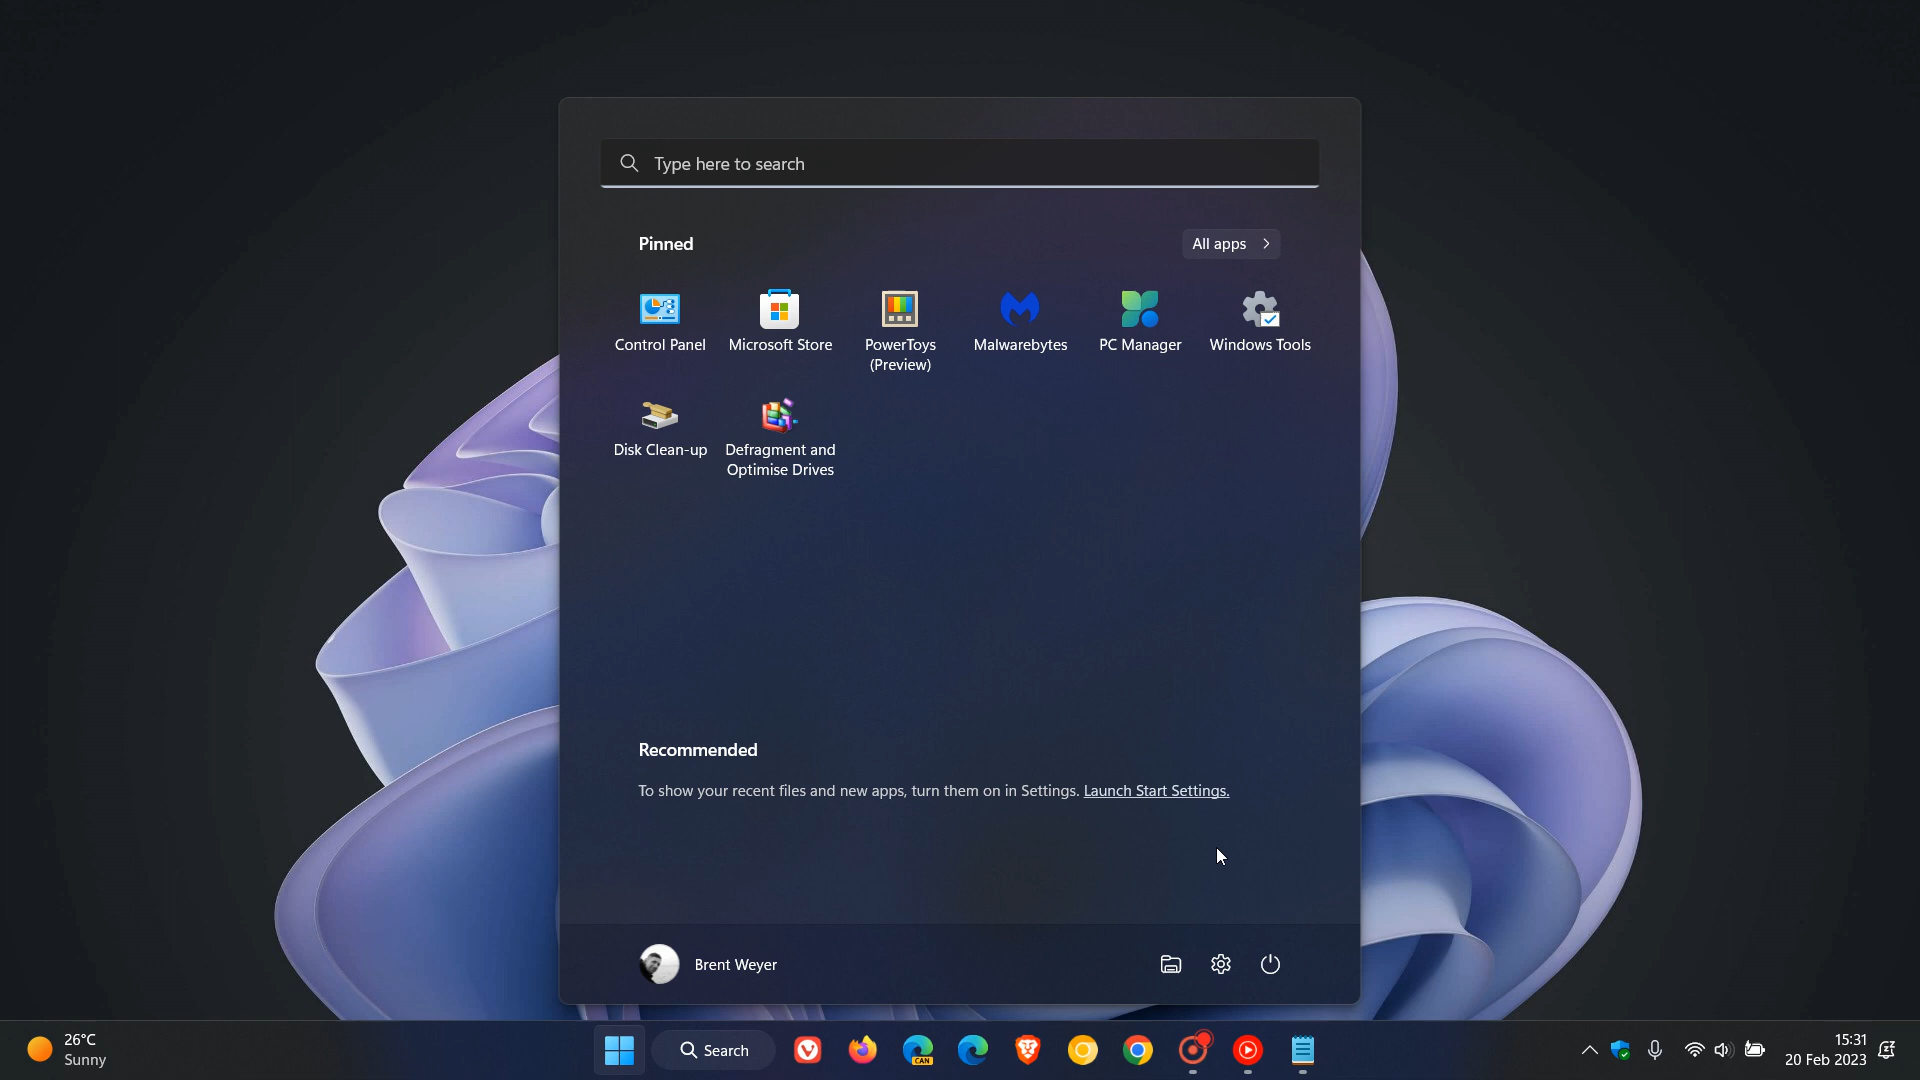 Type here to search
Pinned
All apps
Control Panel
Microsoft Store
PowerToys
(Preview)
Malwarebytes
PC Manager
Windows Tools
Disk Clean-up
Defragment and
Optimise Drives
Recommended
To show your recent files and new apps, turn them on in Settings. Launch Start Settings.
Brent Weyer
26°C
Sunny
Search
CAN
15:31
20 Feb 2023